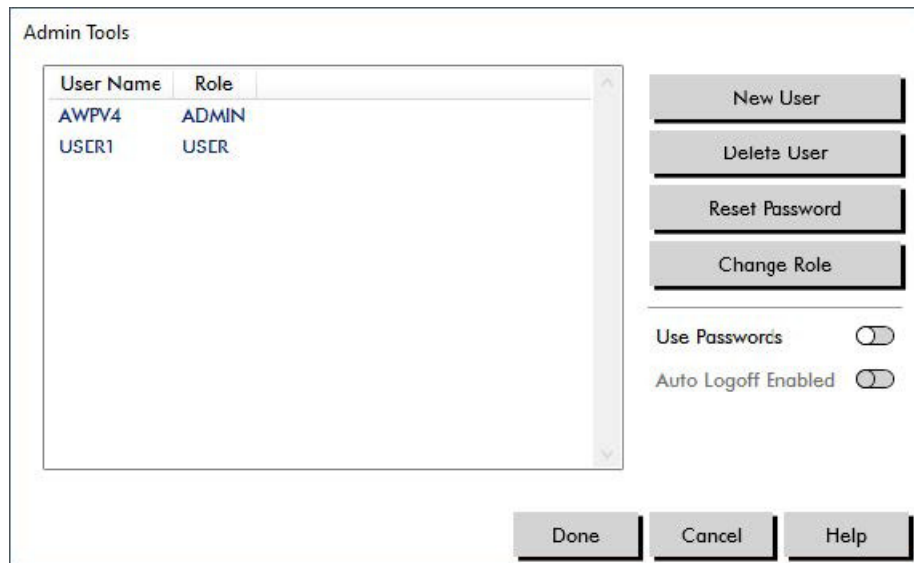 Admin Tools
User Name Role
AWPV4 ADMIN
USER1 USER
New User
Delete User
Reset Password
Change Role
Use Passwords
Auto Logoff Enabled
Done Cancel Help